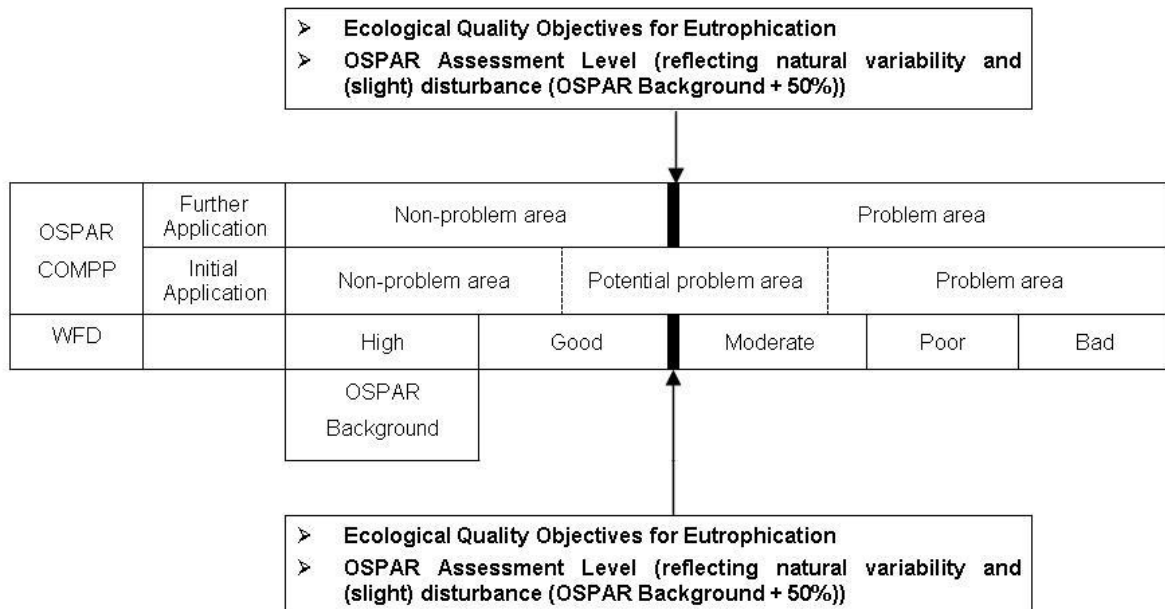 ➢ Ecological Quality Objectives for Eutrophication
➢ OSPAR Assessment Level (reflecting natural variability and
(slight) disturbance (OSPAR Background + 50%))
OSPAR
COMPP
Further
Application
Non-problem area
Problem area
Initial
Application
Non-problem area
Potential problem area
Problem area
WFD
High
Good
Moderate
Poor
Bad
OSPAR
Background
➢ Ecological Quality Objectives for Eutrophication
➢ OSPAR Assessment Level (reflecting natural variability and
(slight) disturbance (OSPAR Background + 50%))